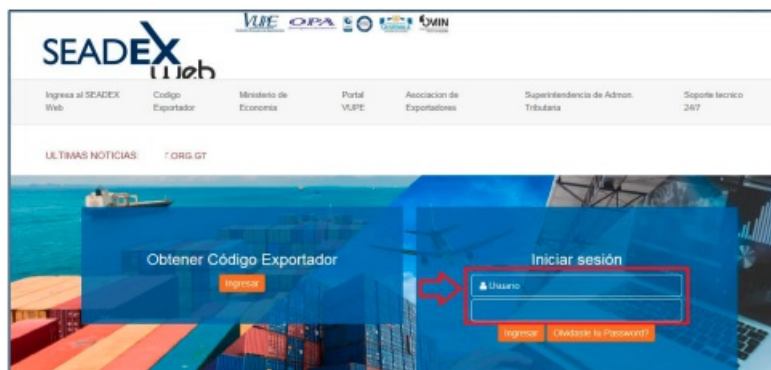 VUPE OPA
SEADEX
web
Ingresa al SEADEX Web
Codigo Exportador
Ministerio de Economia
Portal VUPE
Asociacion de Exportadores
Superintendencia de Admon. Tributaria
Soporte tecnico 24/7
ULTIMAS NOTICIAS: T.ORG.GT
Obtener Código Exportador
Ingresar
Iniciar sesión
Usuario
Ingresar
Olvidaste tu Password?